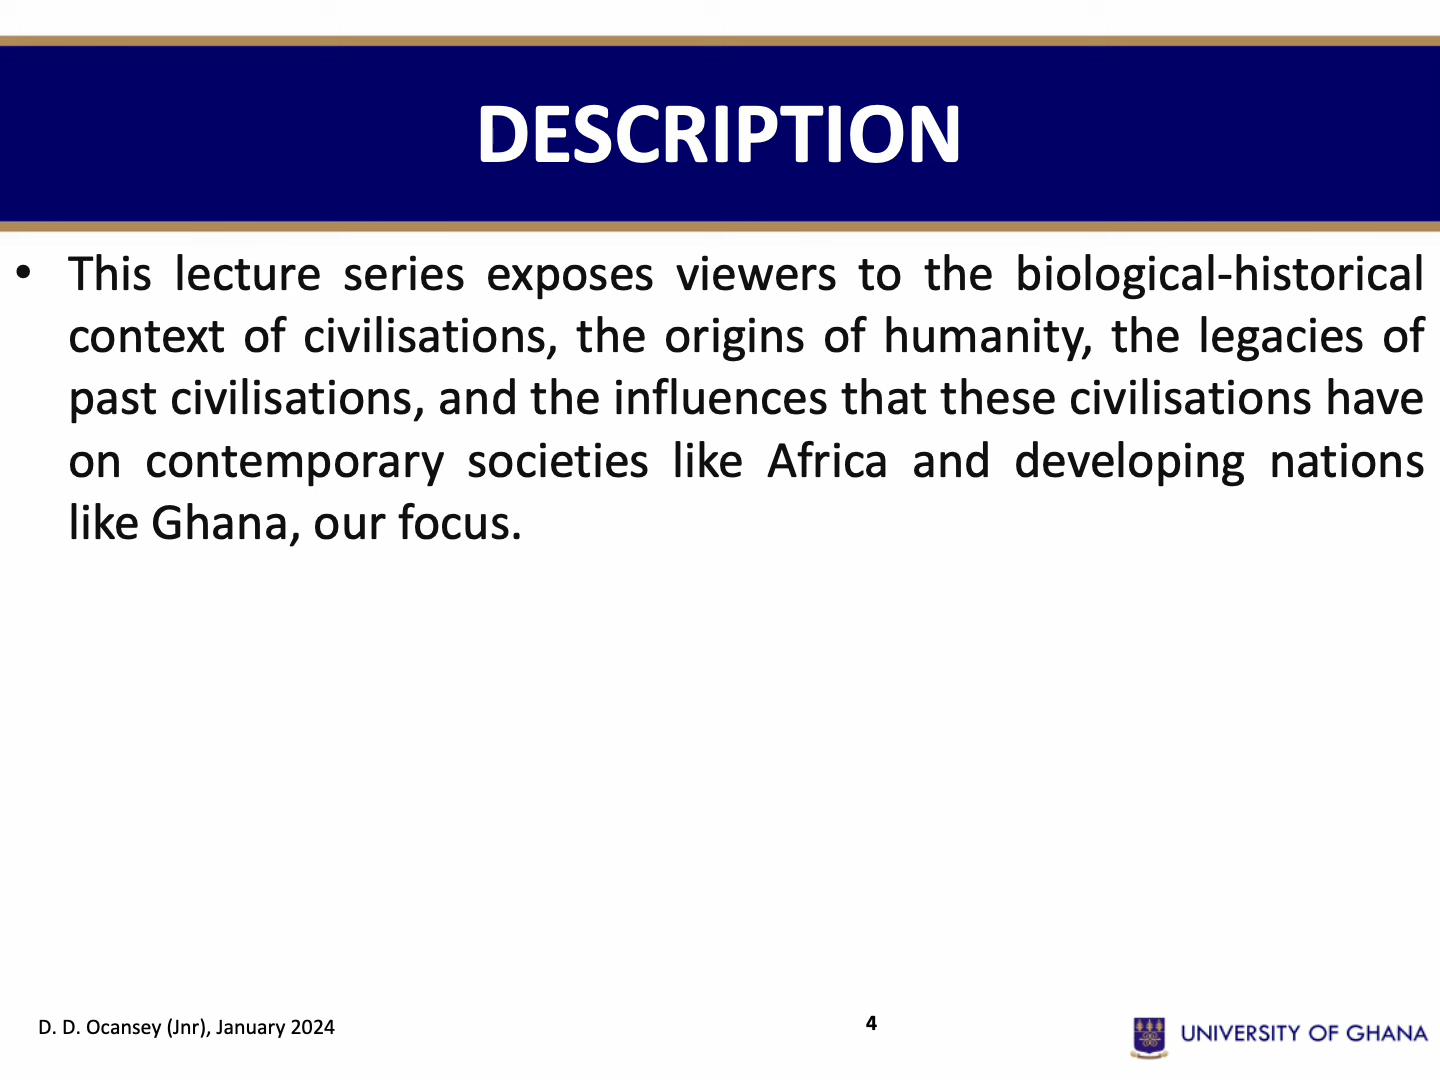 DESCRIPTION
• This lecture series exposes viewers to the biological-historical
context of civilisations, the origins of humanity, the legacies of
past civilisations, and the influences that these civilisations have
on contemporary societies like Africa and developing nations
like Ghana, our focus.
D. D. Ocansey (Jnr), January 2024
4
UNIVERSITY OF GHANA